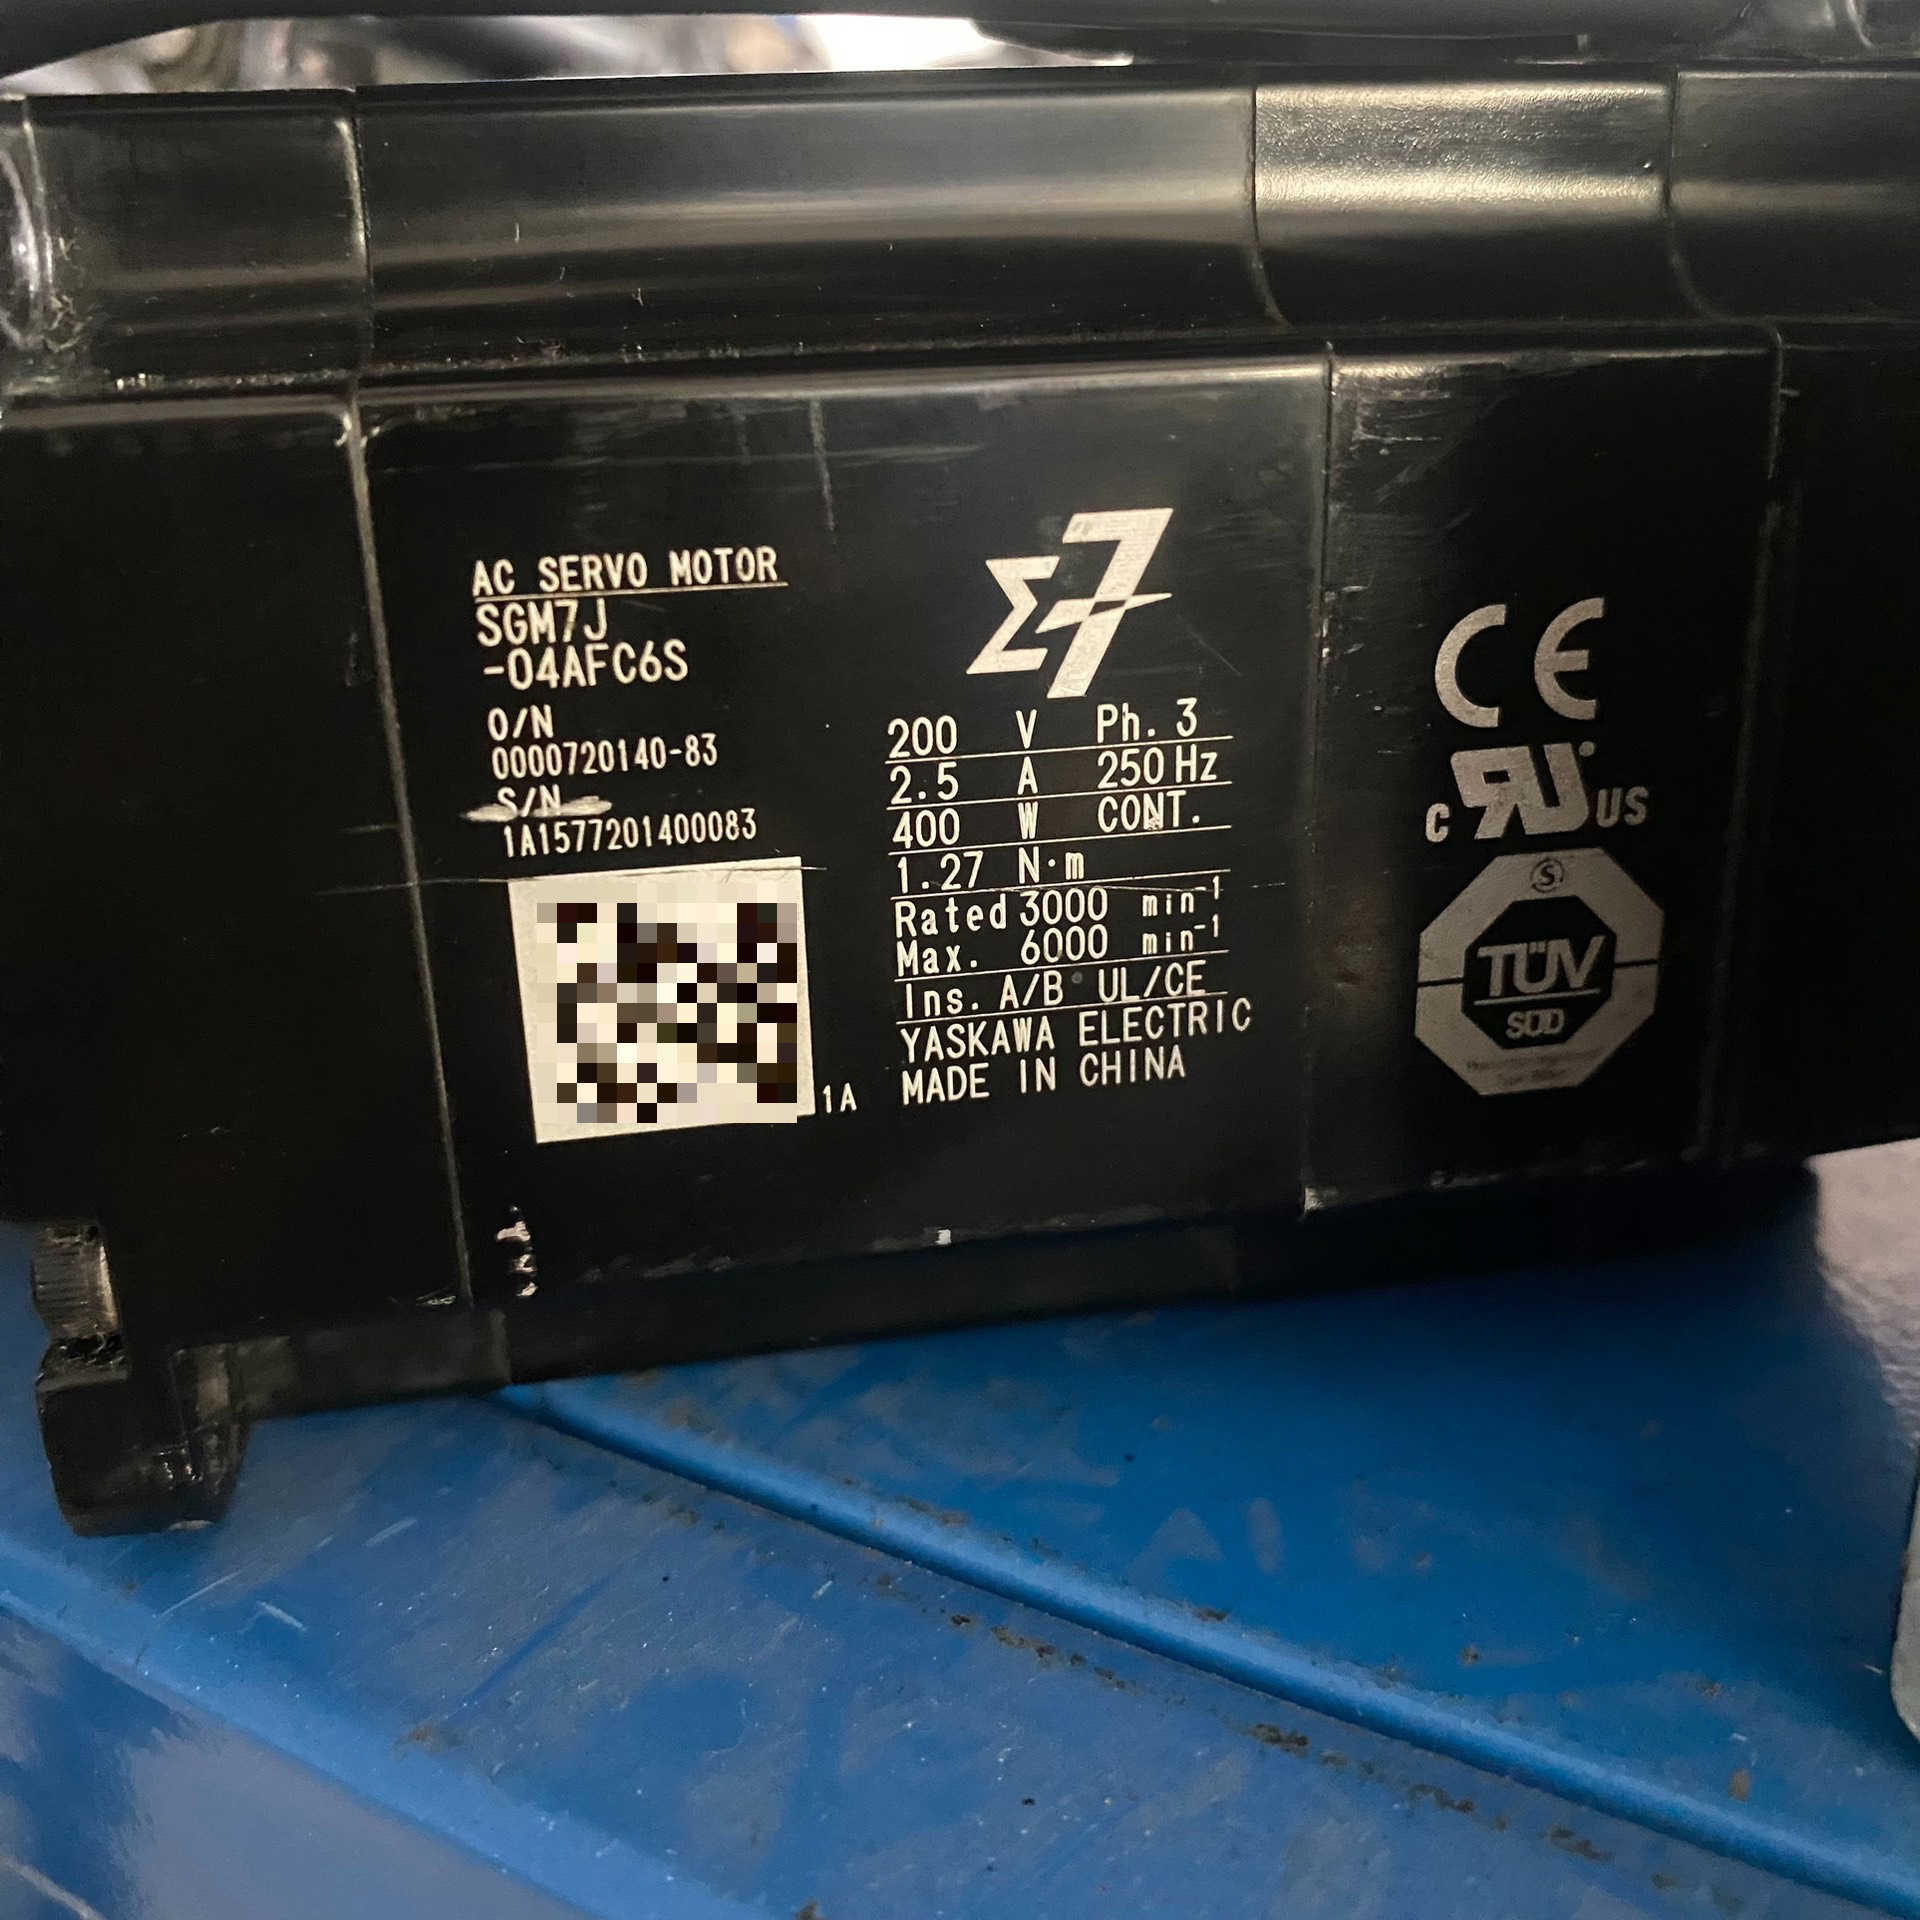 AC SERVO MOTOR
SGM7J
-04AFC6S
O/N
0000720140-83
S/N
1A1577201400083
1A
Σ7
200 V Ph. 3
2.5 A 250 Hz
400 W CONT.
1.27 N·m
Rated 3000 min⁻¹
Max. 6000 min⁻¹
Ins. A/B UL/CE
YASKAWA ELECTRIC
MADE IN CHINA
CE
c RU US
S
TÜV
SÜD